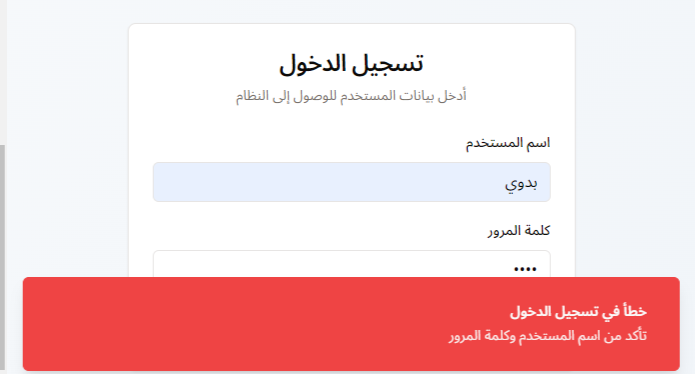 تسجيل الدخول
أدخل بيانات المستخدم للوصول إلى النظام
اسم المستخدم
بدوي
كلمة المرور
••••
خطأ في تسجيل الدخول
تأكد من اسم المستخدم وكلمة المرور